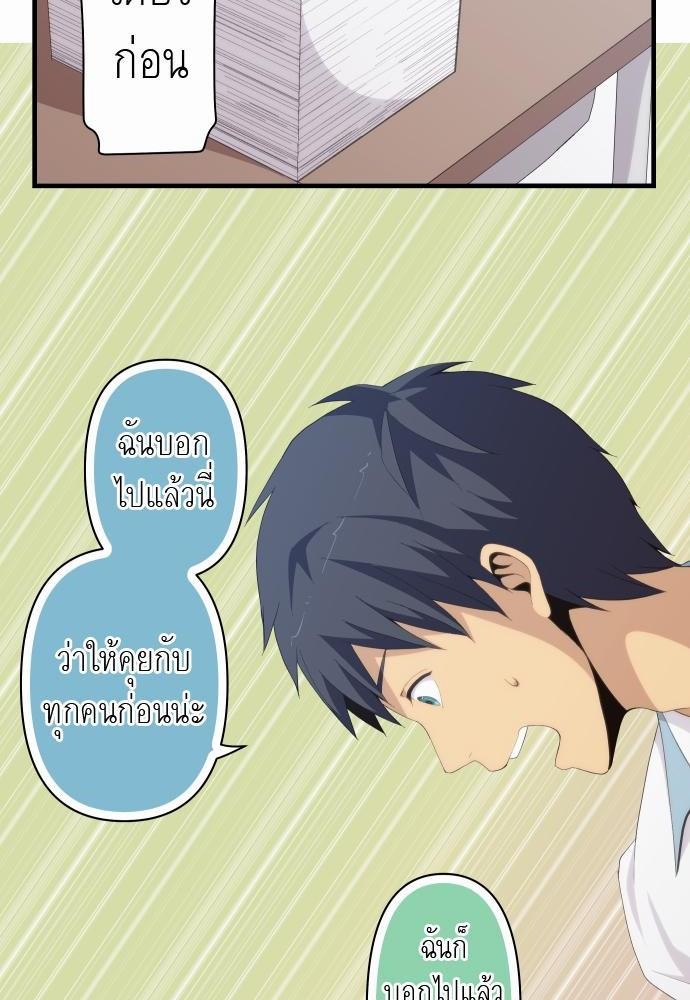 ก่อน
ฉันบอก
ไปแล้วนี่
ว่าให้คุยกับ
ทุกคนก่อนน่ะ
ฉันก็
บอกไปแล้ว